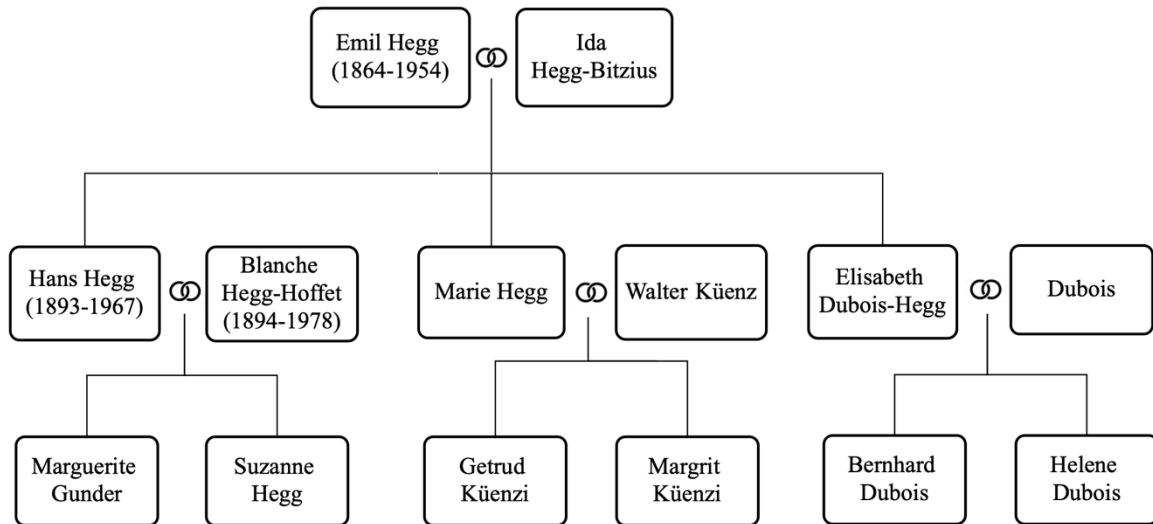 Emil Hegg
(1864-1954)
Ida
Hegg-Bitzius
Hans Hegg
(1893-1967)
Blanche
Hegg-Hoffet
(1894-1978)
Marie Hegg
Walter Küenz
Elisabeth
Dubois-Hegg
Dubois
Marguerite
Gunder
Suzanne
Hegg
Getrud
Küenzi
Margrit
Küenzi
Bernhard
Dubois
Helene
Dubois